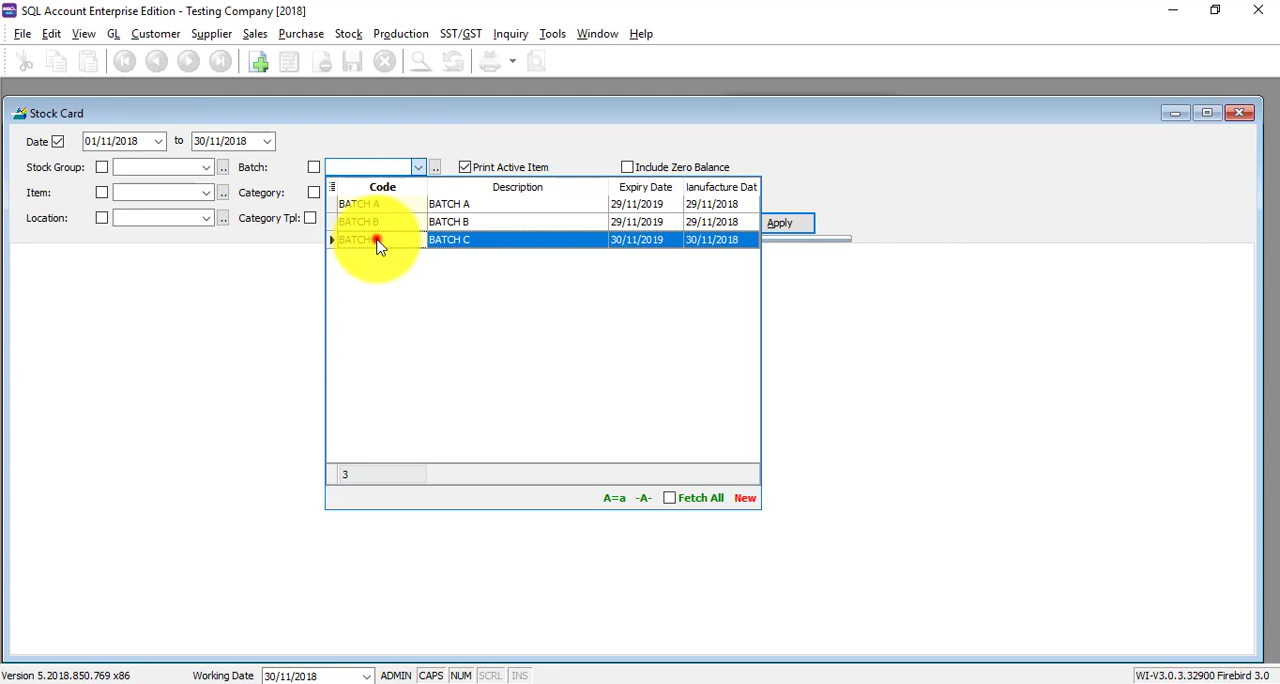 SQL Account Enterprise Edition - Testing Company [2018]
File Edit View GL Customer Supplier Sales Purchase Stock Production SST/GST Inquiry Tools Window Help
Stock Card
Date 01/11/2018 to 30/11/2018
Stock Group: Batch: Print Active Item Include Zero Balance
Item: Category:
Location: Category Tpl: Apply
Code Description Expiry Date lanufacture Dat
BATCH A BATCH A 29/11/2019 29/11/2018
BATCH B BATCH B 29/11/2019 29/11/2018
BATCH BATCH C 30/11/2019 30/11/2018
3
A=a -A- Fetch All New
Version 5.2018.850.769 x86 Working Date 30/11/2018 ADMIN CAPS NUM SCRL INS WI-V3.0.3.32900 Firebird 3.0